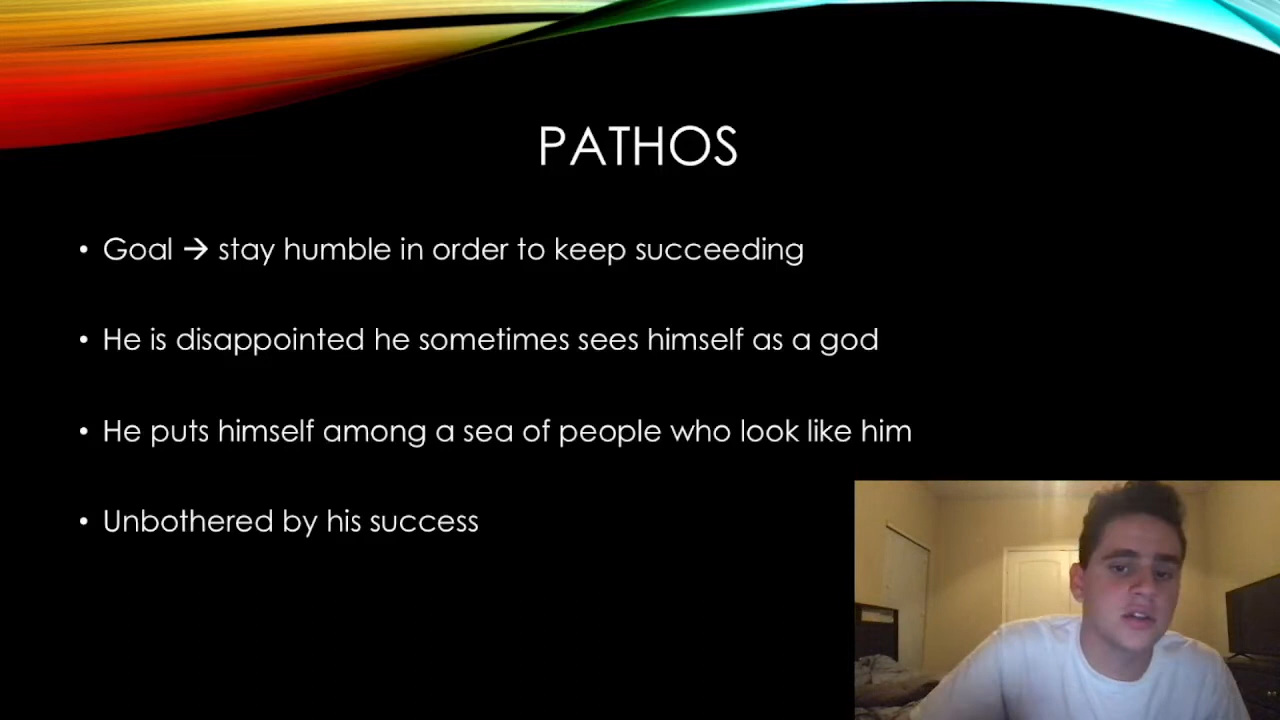 PATHOS
• Goal → stay humble in order to keep succeeding
• He is disappointed he sometimes sees himself as a god
• He puts himself among a sea of people who look like him
• Unbothered by his success